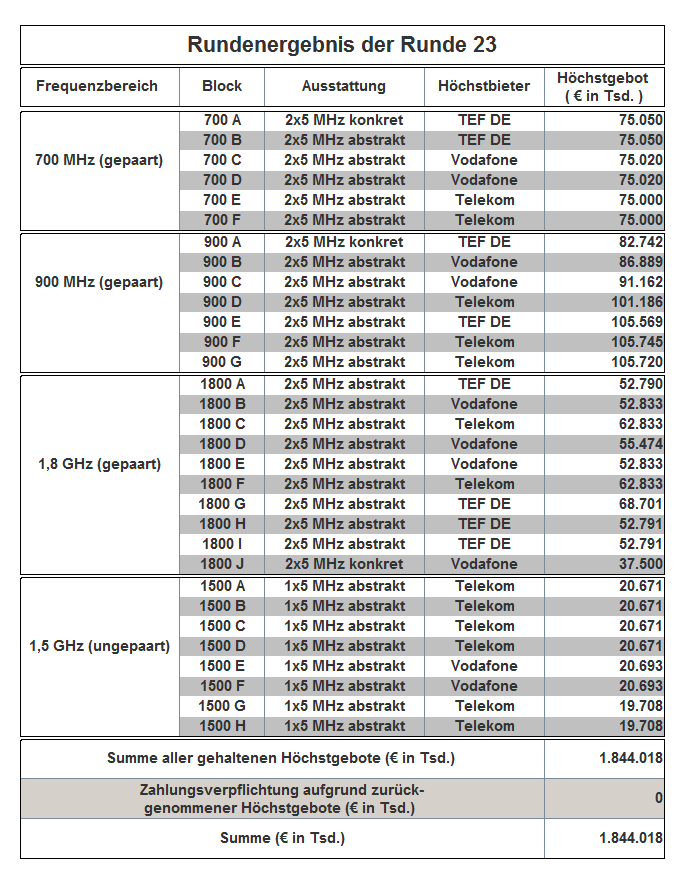 Rundenergebnis der Runde 23
Frequenzbereich Block Ausstattung Höchstbieter Höchstgebot
( € in Tsd. )
700 MHz (gepaart)
700 A 2x5 MHz konkret TEF DE 75.050
700 B 2x5 MHz abstrakt TEF DE 75.050
700 C 2x5 MHz abstrakt Vodafone 75.020
700 D 2x5 MHz abstrakt Vodafone 75.020
700 E 2x5 MHz abstrakt Telekom 75.000
700 F 2x5 MHz abstrakt Telekom 75.000
900 MHz (gepaart)
900 A 2x5 MHz konkret TEF DE 82.742
900 B 2x5 MHz abstrakt Vodafone 86.889
900 C 2x5 MHz abstrakt Vodafone 91.162
900 D 2x5 MHz abstrakt Telekom 101.186
900 E 2x5 MHz abstrakt TEF DE 105.569
900 F 2x5 MHz abstrakt Telekom 105.745
900 G 2x5 MHz abstrakt Telekom 105.720
1,8 GHz (gepaart)
1800 A 2x5 MHz abstrakt TEF DE 52.790
1800 B 2x5 MHz abstrakt Vodafone 52.833
1800 C 2x5 MHz abstrakt Telekom 62.833
1800 D 2x5 MHz abstrakt Vodafone 55.474
1800 E 2x5 MHz abstrakt Vodafone 52.833
1800 F 2x5 MHz abstrakt Telekom 62.833
1800 G 2x5 MHz abstrakt TEF DE 68.701
1800 H 2x5 MHz abstrakt TEF DE 52.791
1800 I 2x5 MHz abstrakt TEF DE 52.791
1800 J 2x5 MHz konkret Vodafone 37.500
1,5 GHz (ungepaart)
1500 A 1x5 MHz abstrakt Telekom 20.671
1500 B 1x5 MHz abstrakt Telekom 20.671
1500 C 1x5 MHz abstrakt Telekom 20.671
1500 D 1x5 MHz abstrakt Telekom 20.671
1500 E 1x5 MHz abstrakt Vodafone 20.693
1500 F 1x5 MHz abstrakt Vodafone 20.693
1500 G 1x5 MHz abstrakt Telekom 19.708
1500 H 1x5 MHz abstrakt Telekom 19.708
Summe aller gehaltenen Höchstgebote (€ in Tsd.) 1.844.018
Zahlungsverpflichtung aufgrund zurück-
genommener Höchstgebote (€ in Tsd.) 0
Summe (€ in Tsd.) 1.844.018